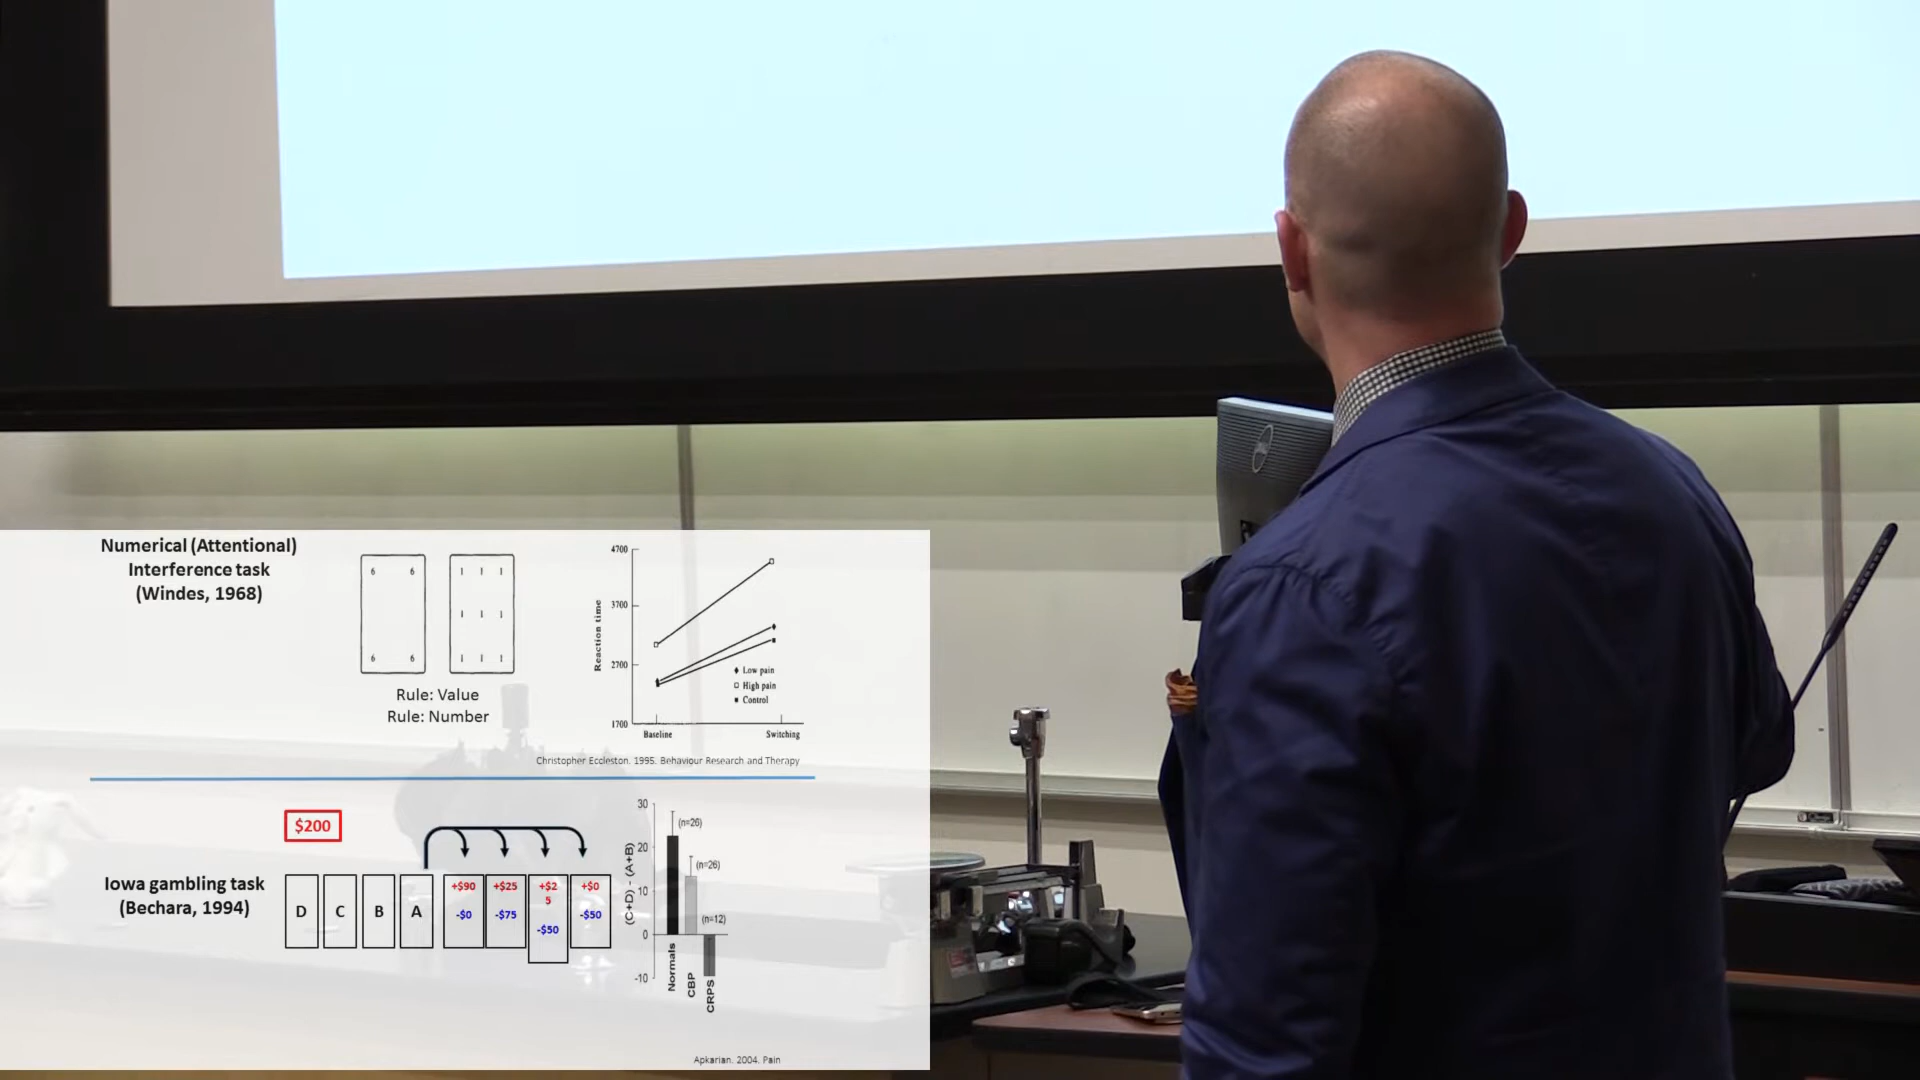 Numerical (Attentional)
Interference task
(Windes, 1968)
6 6
6 6
1 1 1
1 1 1
1 1 1
Rule: Value
Rule: Number
4700
3700
2700
1700
Reaction time
Low pain
High pain
Control
Baseline Switching
Christopher Eccleston. 1995. Behaviour Research and Therapy
$200
Iowa gambling task
(Bechara, 1994)
D C B A
+$90
-$0
+$25
-$75
+$2
5
-$50
+$0
-$50
(C+D) - (A+B)
30
20
10
0
-10
(n=26)
(n=26)
(n=12)
Normals
CBP
CRPS
Apkarian. 2004. Pain